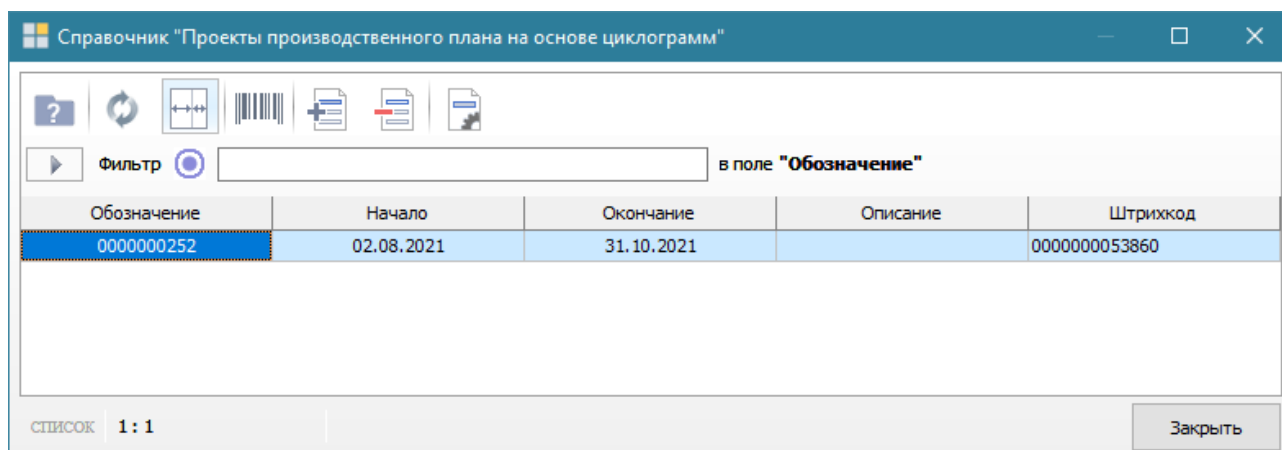 Справочник "Проекты производственного плана на основе циклограмм"
Фильтр в поле "Обозначение"
Обозначение Начало Окончание Описание Штрихкод
0000000252 02.08.2021 31.10.2021 0000000053860
СПИСОК 1 : 1 Закрыть